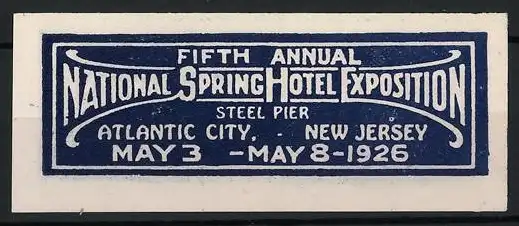 FIFTH ANNUAL
NATIONAL SPRING HOTEL EXPOSITION
STEEL PIER
ATLANTIC CITY, - NEW JERSEY
MAY 3 - MAY 8 - 1926